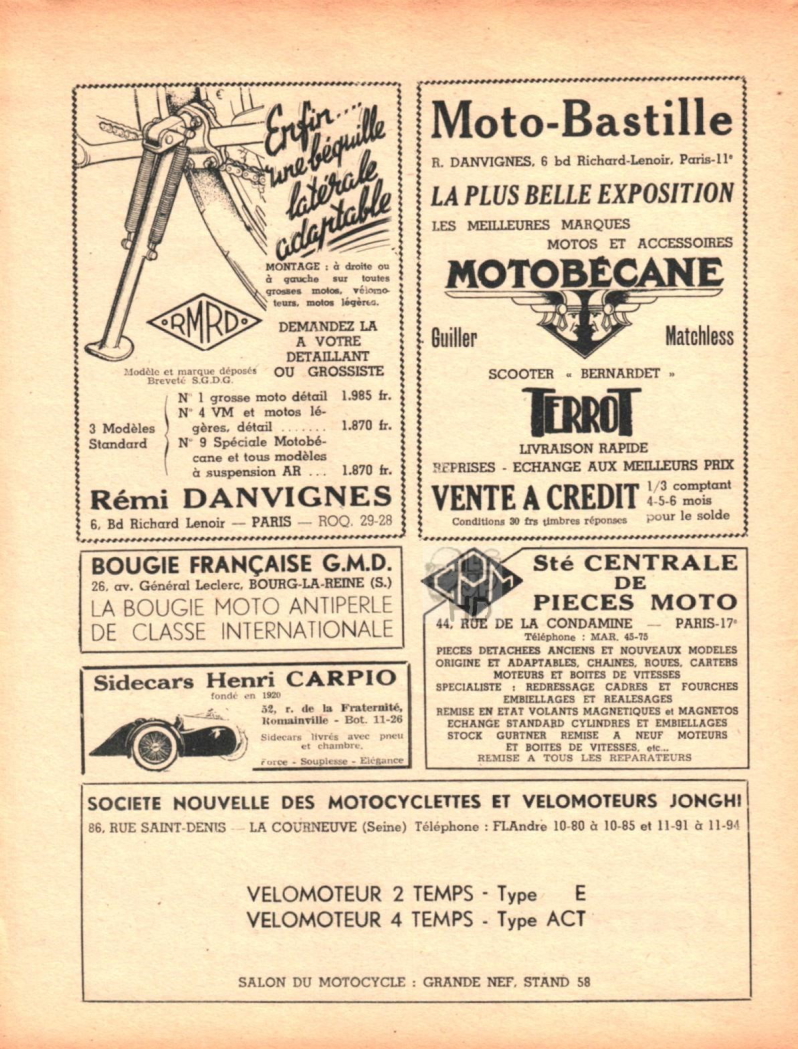 Enfin....
une béquille
latérale
adaptable
MONTAGE : à droite ou
à gauche sur toutes
grosses motos, vélomo-
teurs, motos légères.
RMRD
DEMANDEZ LA
A VOTRE
DETAILLANT
OU GROSSISTE
Modèle et marque déposés
Breveté S.G.D.G.
3 Modèles
Standard
N° 1 grosse moto détail 1.985 fr.
N° 4 VM et motos lé-
gères, détail ....... 1.870 fr.
N° 9 Spéciale Motobé-
cane et tous modèles
à suspension AR ... 1.870 fr.
Rémi DANVIGNES
6, Bd Richard Lenoir — PARIS — ROQ. 29-28
Moto-Bastille
R. DANVIGNES, 6 bd Richard-Lenoir, Paris-11e
LA PLUS BELLE EXPOSITION
LES MEILLEURES MARQUES
MOTOS ET ACCESSOIRES
MOTOBÉCANE
Guiller Matchless
SCOOTER « BERNARDET »
TERROT
LIVRAISON RAPIDE
REPRISES - ECHANGE AUX MEILLEURS PRIX
VENTE A CREDIT
1/3 comptant
4-5-6 mois
pour le solde
Conditions 30 frs timbres réponses
BOUGIE FRANÇAISE G.M.D.
26, av. Général Leclerc, BOURG-LA-REINE (S.)
LA BOUGIE MOTO ANTIPERLE
DE CLASSE INTERNATIONALE
Sidecars Henri CARPIO
fondé en 1920
52, r. de la Fraternité,
Romainville - Bot. 11-26
Sidecars livrés avec pneu
et chambre.
Force - Souplesse - Elégance
CPM
Sté CENTRALE
DE
PIECES MOTO
44, RUE DE LA CONDAMINE — PARIS-17e
Téléphone : MAR. 45-75
PIECES DETACHEES ANCIENS ET NOUVEAUX MODELES
ORIGINE ET ADAPTABLES, CHAINES, ROUES, CARTERS
MOTEURS ET BOITES DE VITESSES
SPECIALISTE : REDRESSAGE CADRES ET FOURCHES
EMBIELLAGES ET REALESAGES
REMISE EN ETAT VOLANTS MAGNETIQUES et MAGNETOS
ECHANGE STANDARD CYLINDRES ET EMBIELLAGES
STOCK GURTNER REMISE A NEUF MOTEURS
ET BOITES DE VITESSES, etc...
REMISE A TOUS LES REPARATEURS
SOCIETE NOUVELLE DES MOTOCYCLETTES ET VELOMOTEURS JONGHI
86, RUE SAINT-DENIS — LA COURNEUVE (Seine) Téléphone : FLAndre 10-80 à 10-85 et 11-91 à 11-94
VELOMOTEUR 2 TEMPS - Type E
VELOMOTEUR 4 TEMPS - Type ACT
SALON DU MOTOCYCLE : GRANDE NEF, STAND 58